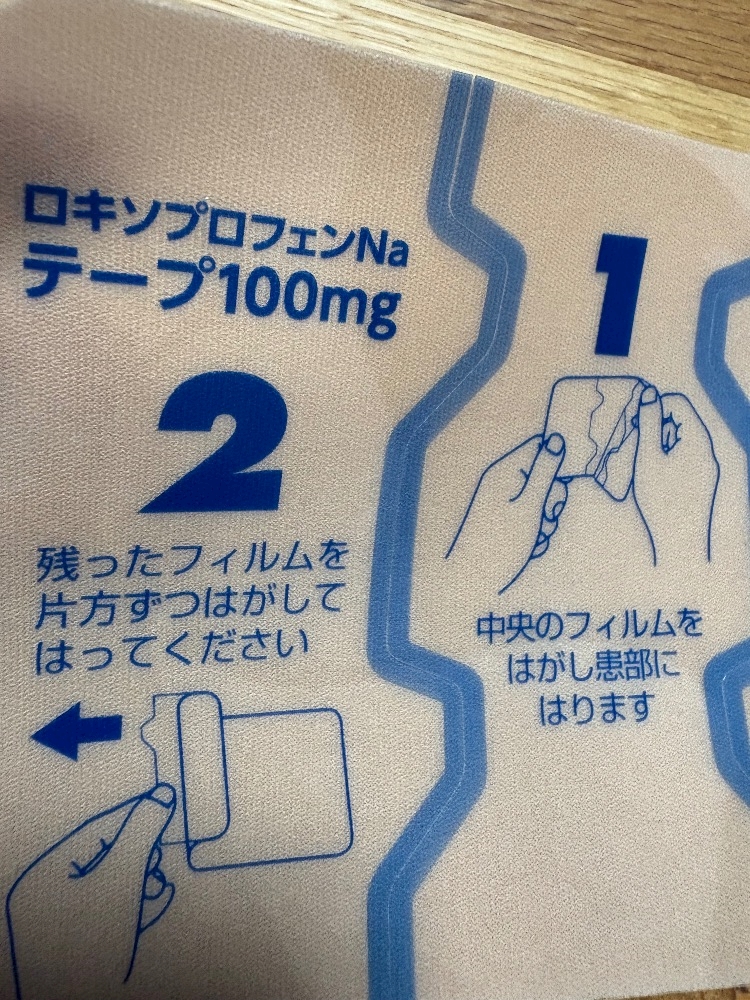 ロキソプロフェンNa
テープ100mg
1
中央のフィルムを
はがし患部に
はります
2
残ったフィルムを
片方ずつはがして
はってください